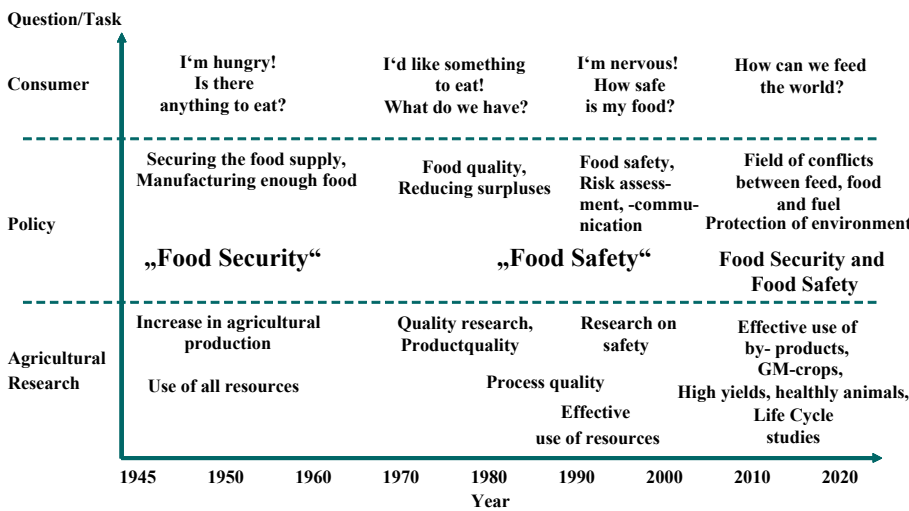 Question/Task
Consumer
I‘m hungry!
Is there
anything to eat?
I‘d like something
to eat!
What do we have?
I‘m nervous!
How safe
is my food?
How can we feed
the world?
Policy
Securing the food supply,
Manufacturing enough food
Food quality,
Reducing surpluses
Food safety,
Risk assess-
ment, -commu-
nication
Field of conflicts
between feed, food
and fuel
Protection of environment
„Food Security“
„Food Safety“
Food Security and
Food Safety
Agricultural
Research
Increase in agricultural
production
Use of all resources
Quality research,
Productquality
Research on
safety
Process quality
Effective
use of resources
Effective use of
by- products,
GM-crops,
High yields, healthly animals,
Life Cycle
studies
1945 1950 1960 1970 1980 1990 2000 2010 2020
Year